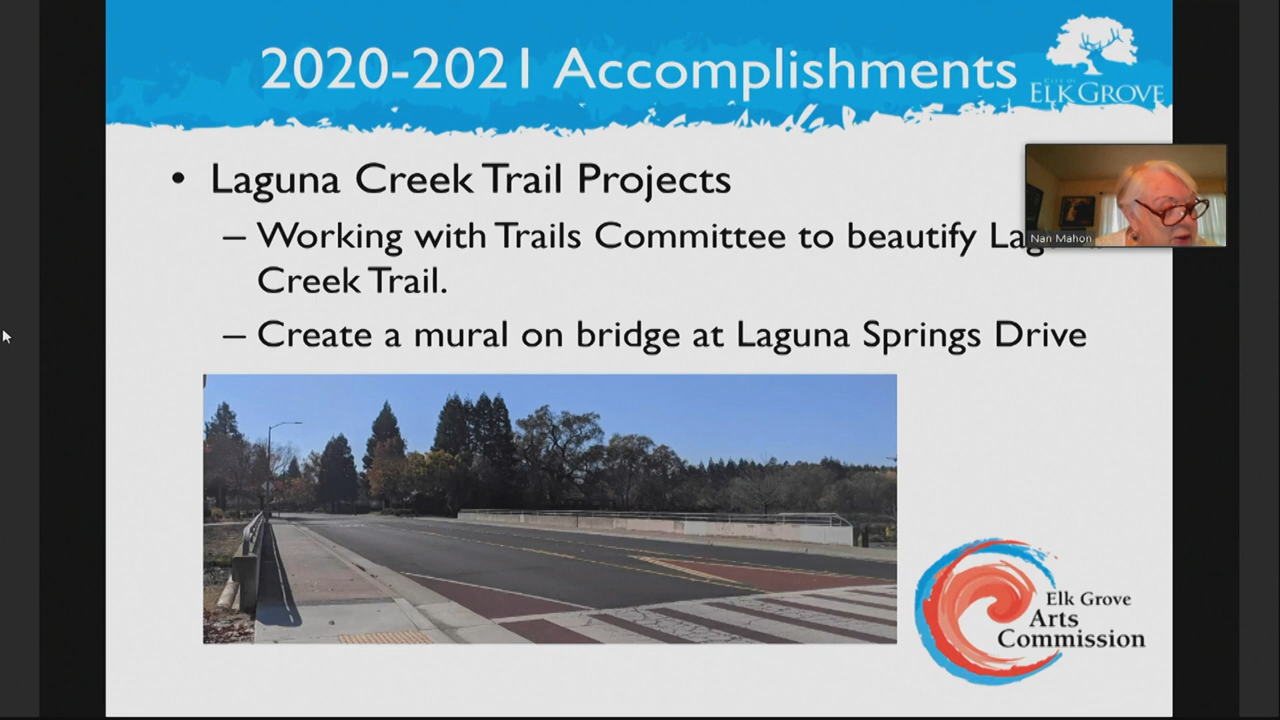 2020-2021 Accomplishments
CITY OF
ELK GROVE
• Laguna Creek Trail Projects
– Working with Trails Committee to beautify
Creek Trail.
– Create a mural on bridge at Laguna Springs Drive
Nan Mahon
Elk Grove
Arts
Commission